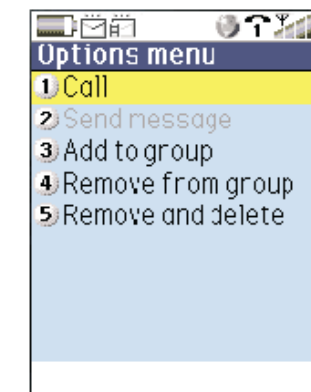 Options menu
1 Call
2 Send message
3 Add to group
4 Remove from group
5 Remove and delete